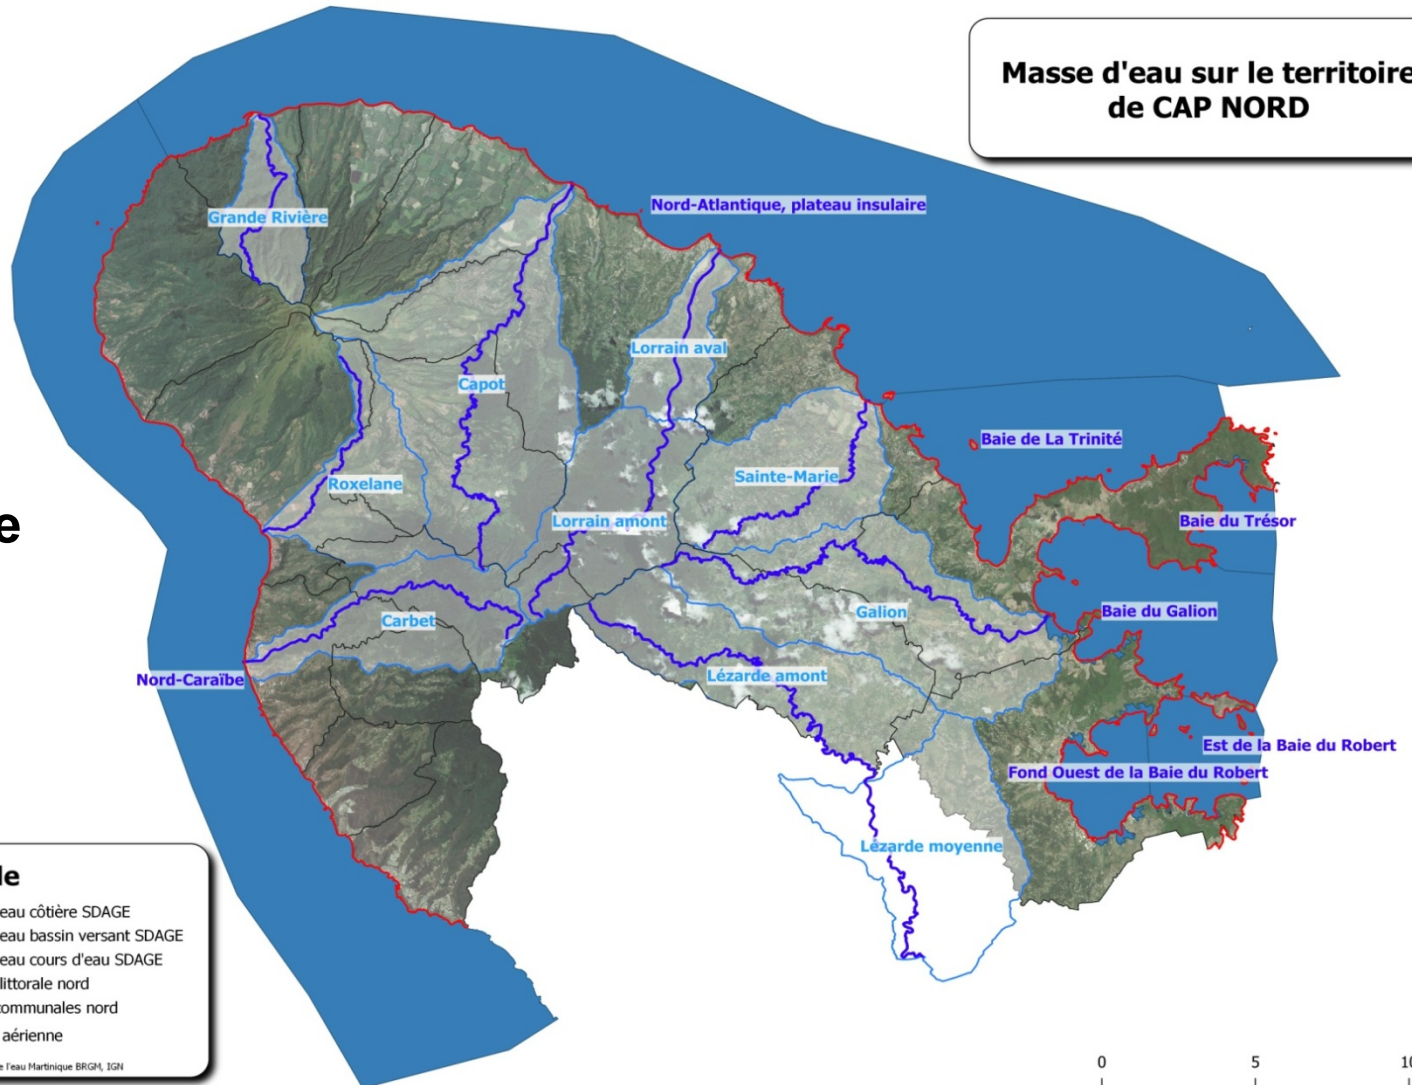 Masse d'eau sur le territoire
de CAP NORD
Nord-Atlantique, plateau insulaire
Grande Rivière
Lorrain aval
Capot
Baie de La Trinité
Sainte-Marie
Roxelane
Lorrain amont
Baie du Trésor
e
Galion
Baie du Galion
Carbet
Lézarde amont
Nord-Caraïbe
Est de la Baie du Robert
Fond Ouest de la Baie du Robert
Lézarde moyenne
le
eau côtière SDAGE
eau bassin versant SDAGE
eau cours d'eau SDAGE
littorale nord
communales nord
aérienne
e l'eau Martinique BRGM, IGN
0 5 10